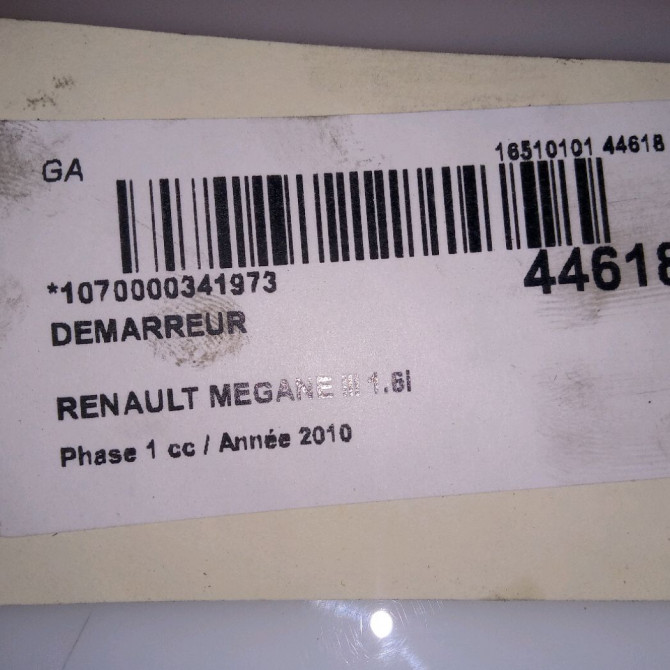 GA
16510101 44618
*1070000341973
44618
DEMARREUR
RENAULT MEGANE III 1.6I
Phase 1 cc / Année 2010